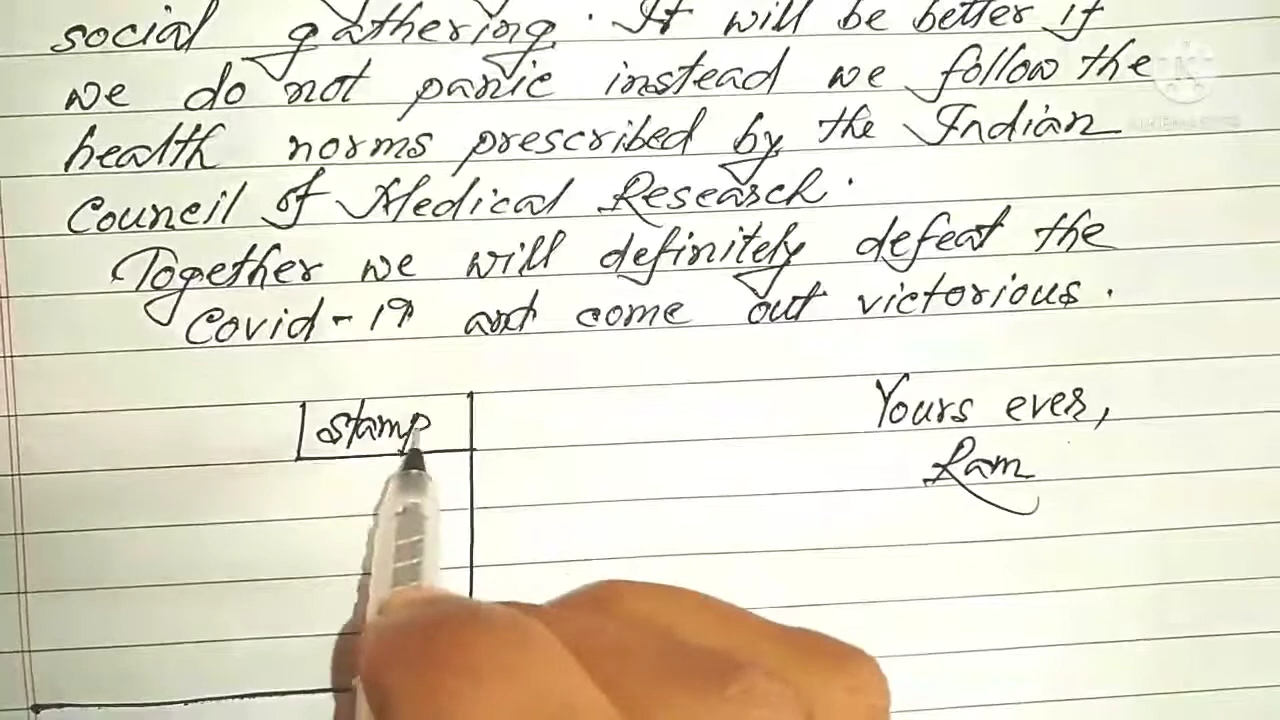 social gathering. It will be better if
we do not panic instead we follow the
health norms prescribed by the Indian
Council of Medical Research.
Together we will definitely defeat the
Covid-19 and come out victorious.
Yours ever,
Ram
stamp